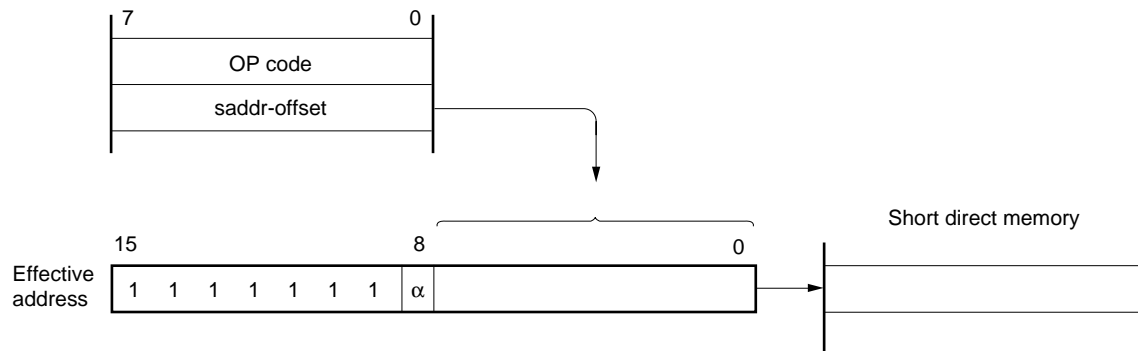 7 0
OP code
saddr-offset
Short direct memory
15 8 0
Effective
address
1 1 1 1 1 1 1 α